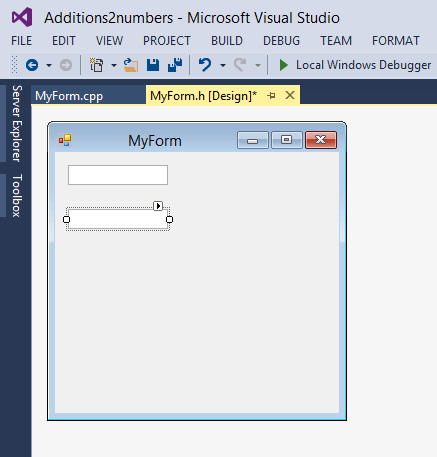 Additions2numbers - Microsoft Visual Studio
FILE EDIT VIEW PROJECT BUILD DEBUG TEAM FORMAT
Local Windows Debugger
Server Explorer
Toolbox
MyForm.cpp MyForm.h [Design]*
MyForm